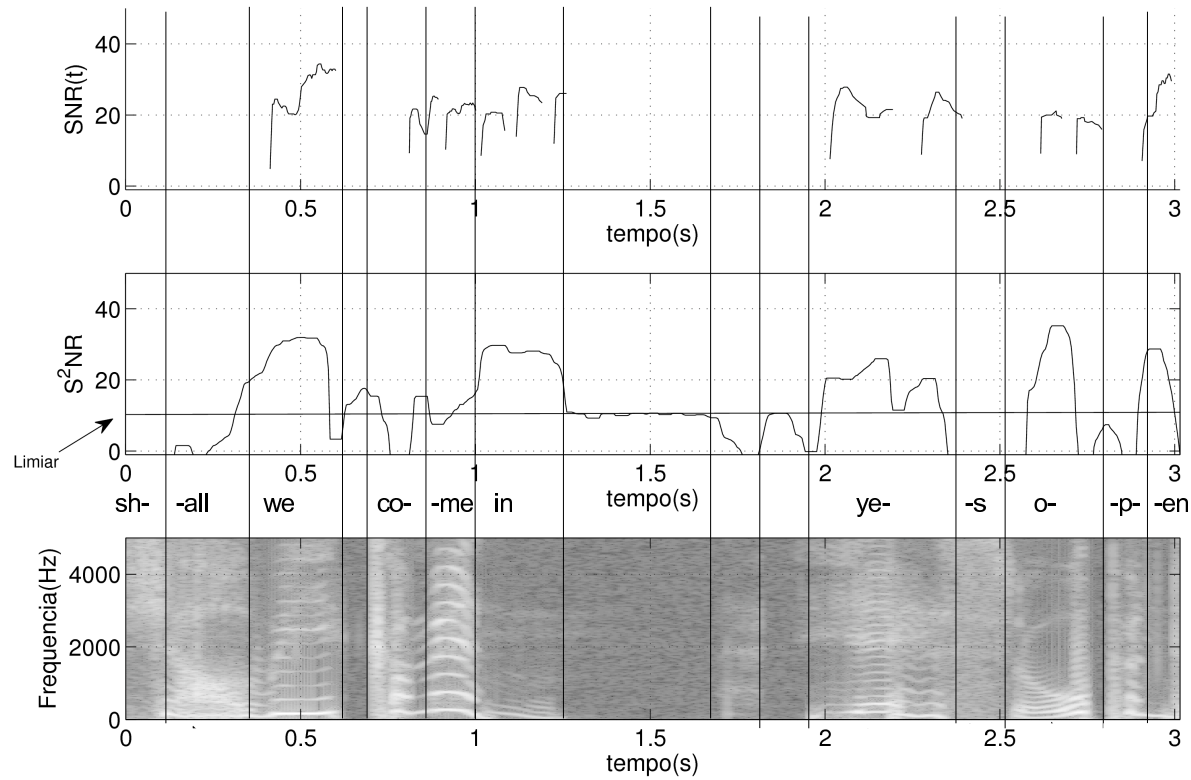 SNR(t)
40
20
0
0 0.5 1 1.5 2 2.5 3
tempo(s)
S²NR
40
20
0
Limiar
0 0.5 1 1.5 2 2.5 3
tempo(s)
sh- -all we co- -me in ye- -s o- -p- -en
Frequencia(Hz)
4000
2000
0
0 0.5 1 1.5 2 2.5 3
tempo(s)